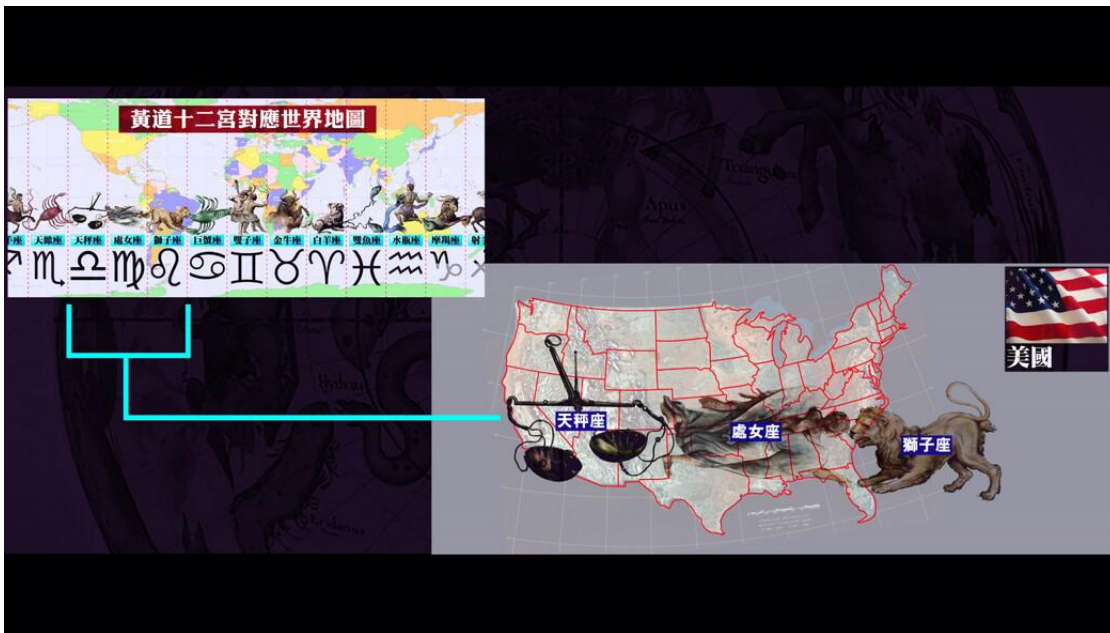 黃道十二宮對應世界地圖
天蠍座 天秤座 處女座 獅子座 巨蟹座 雙子座 金牛座 白羊座 雙魚座 水瓶座 摩羯座 射
Triangulum
Apus
Hydrus
Eridanus
美國
天秤座
處女座
獅子座